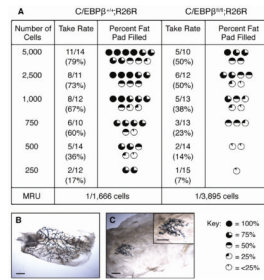 A C/EBPβ+/+;R26R C/EBPβfl/fl;R26R
Number of Cells Take Rate Percent Fat Pad Filled Take Rate Percent Fat Pad Filled
5,000 11/14 (79%) 5/10 (50%)
2,500 8/11 (73%) 6/12 (50%)
1,000 8/12 (67%) 5/13 (38%)
750 6/10 (60%) 3/13 (23%)
500 5/14 (36%) 2/14 (14%)
250 2/12 (17%) 1/15 (7%)
MRU 1/1,666 cells 1/3,895 cells
B C Key: = 100%
= 75%
= 50%
= 25%
= <25%